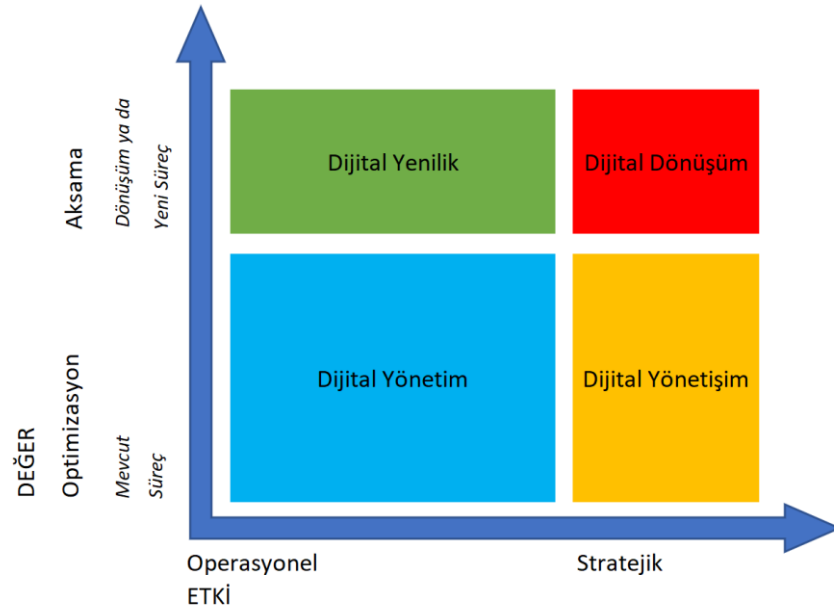 Aksama
Dönüşüm ya da
Yeni Süreç
Dijital Yenilik
Dijital Dönüşüm
DEĞER
Optimizasyon
Mevcut
Süreç
Dijital Yönetim
Dijital Yönetişim
Operasyonel
Stratejik
ETKİ